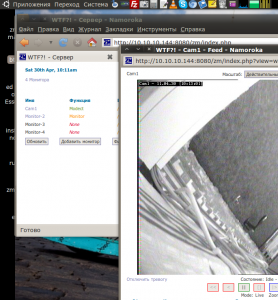 Приложения Переход Система
WTF?! - Сервер - Namoroka
Файл Правка Вид Журнал Закладки Инструменты Справка
http://10.10.10.144:8080/zm/index.php
WTF?! - Сервер
WTF?! - Cam1 - Feed - Namoroka
http://10.10.10.144:8080/zm/index.php?view=w
Sat 30th Apr, 10:11am
4 Монитора
Cam1
Масштаб:
Имя Функция
Cam1 Modect
Monitor-2 Monitor
Monitor-3 None
Monitor-4 None
Обновить Добавить монитор
Готово
Отключить тревогу
Состояние: Idle -
Mode: Live